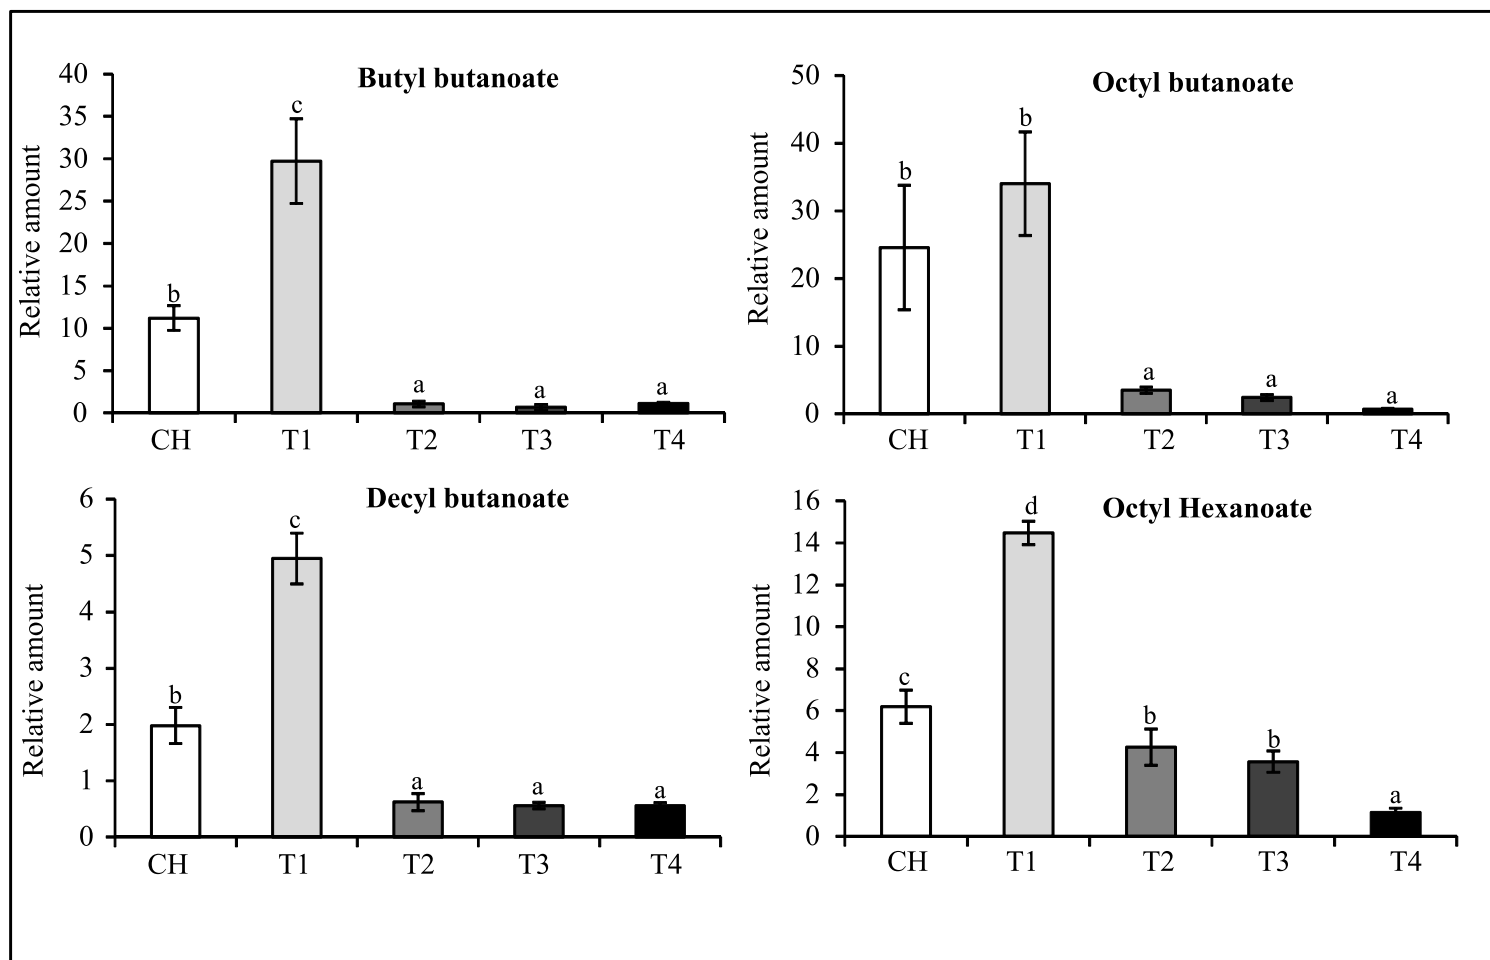 Butyl butanoate
Relative amount
40
35
30
25
20
15
10
5
0
b
c
a
a
a
CH T1 T2 T3 T4
Octyl butanoate
Relative amount
50
40
30
20
10
0
b
b
a
a
a
CH T1 T2 T3 T4
Decyl butanoate
Relative amount
6
5
4
3
2
1
0
b
c
a
a
a
CH T1 T2 T3 T4
Octyl Hexanoate
Relative amount
16
14
12
10
8
6
4
2
0
c
d
b
b
a
CH T1 T2 T3 T4